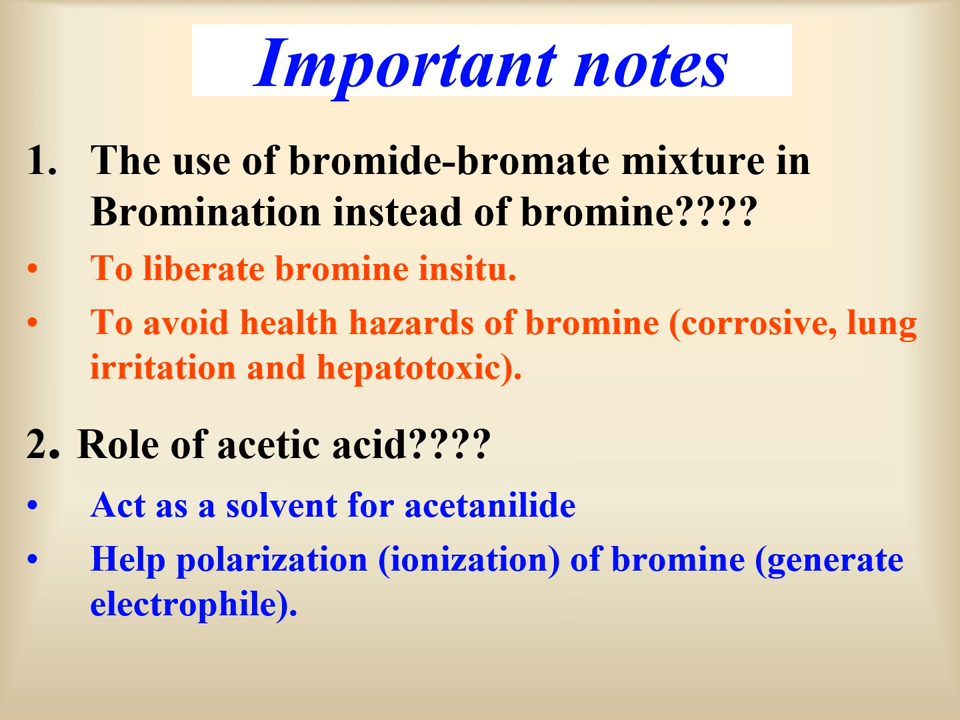 Important notes
1. The use of bromide-bromate mixture in
Bromination instead of bromine????
• To liberate bromine insitu.
• To avoid health hazards of bromine (corrosive, lung
irritation and hepatotoxic).
2. Role of acetic acid????
• Act as a solvent for acetanilide
• Help polarization (ionization) of bromine (generate
electrophile).